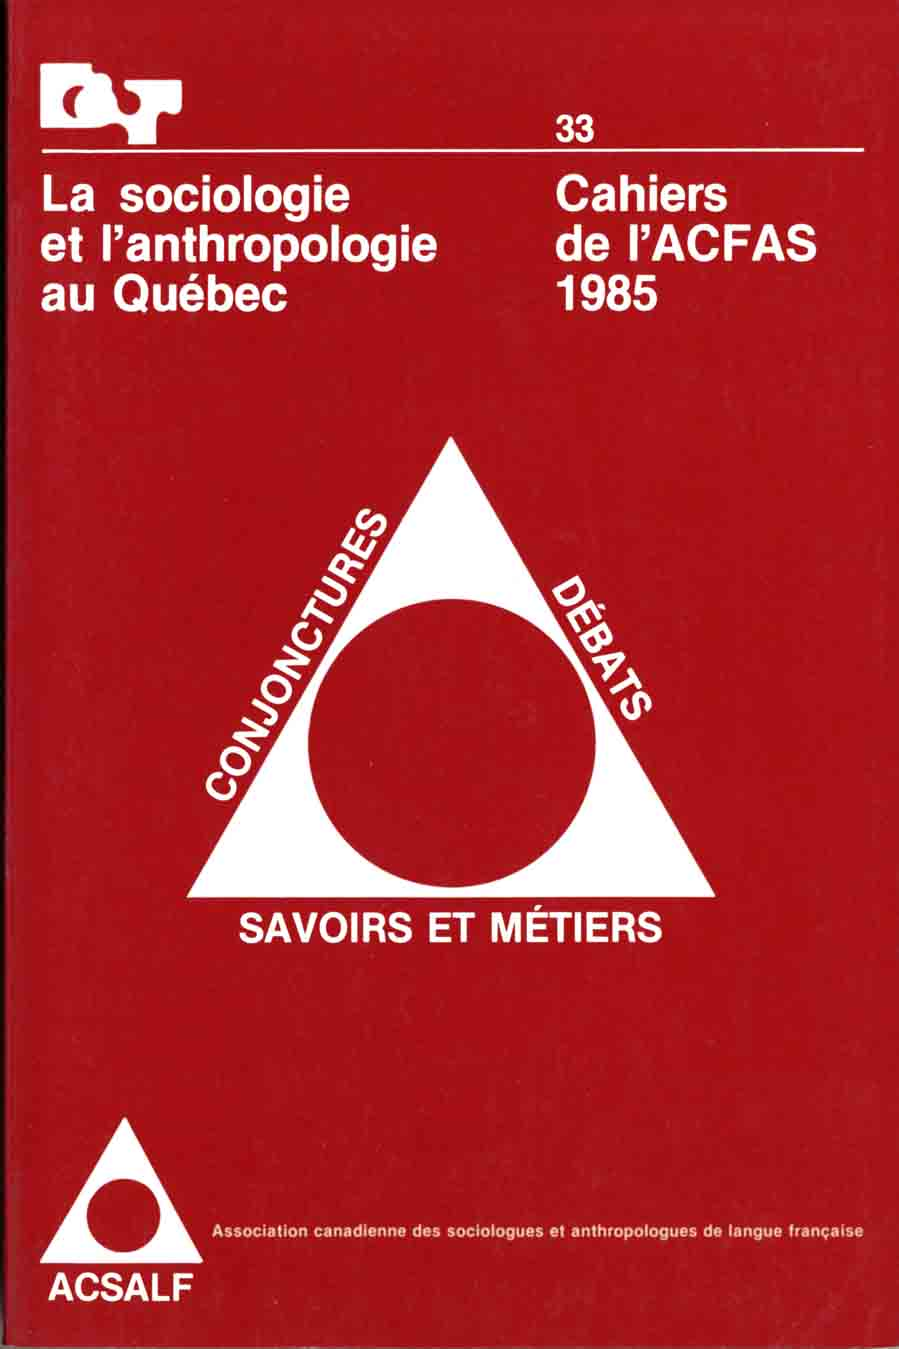 33
La sociologie
et l'anthropologie
au Québec
Cahiers
de l'ACFAS
1985
CONJONCTURES
DÉBATS
SAVOIRS ET MÉTIERS
Association canadienne des sociologues et anthropologues de langue française
ACSALF